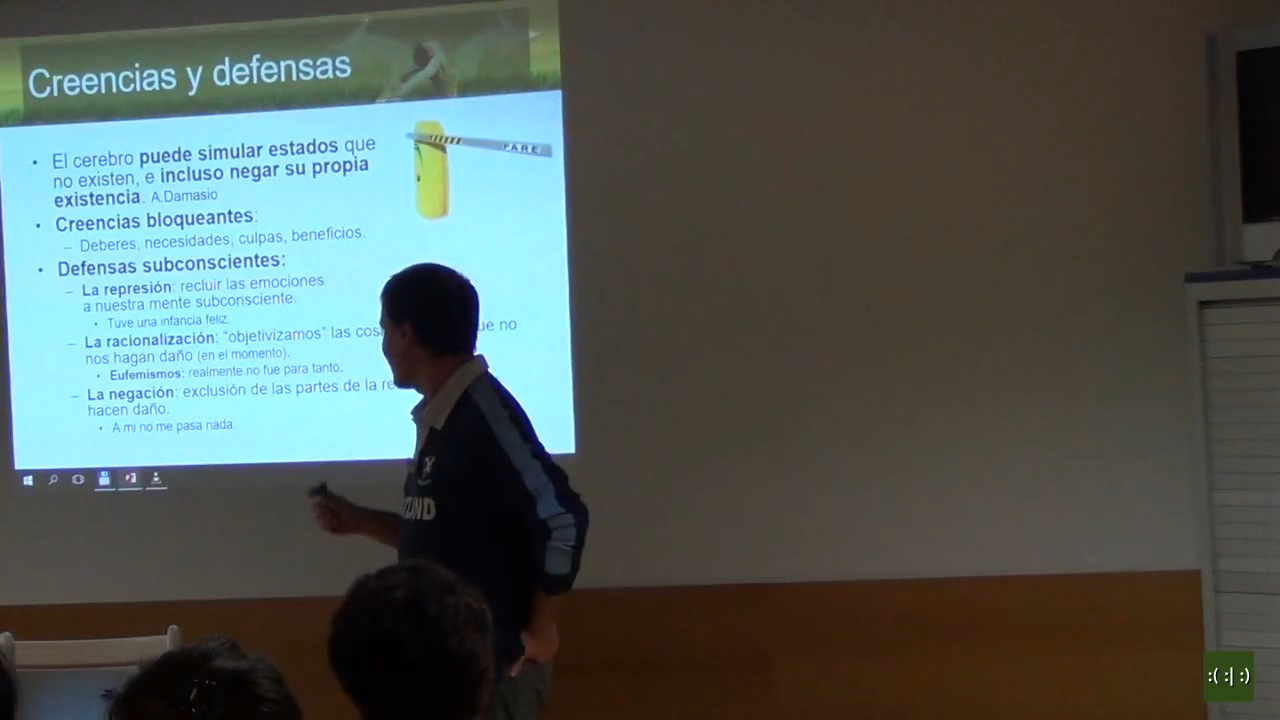 Creencias y defensas
• El cerebro puede simular estados que
no existen, e incluso negar su propia
existencia. A.Damasio
• Creencias bloqueantes:
– Deberes, necesidades, culpas, beneficios.
• Defensas subconscientes:
– La represión: recluir las emociones
a nuestra mente subconsciente.
• Tuve una infancia feliz.
– La racionalización: "objetivizamos" las
que no
nos hagan daño (en el momento).
• Eufemismos: realmente no fue para tanto.
– La negación: exclusión de las partes de la
hacen daño.
• A mi no me pasa nada.
PARE
:( :| :)